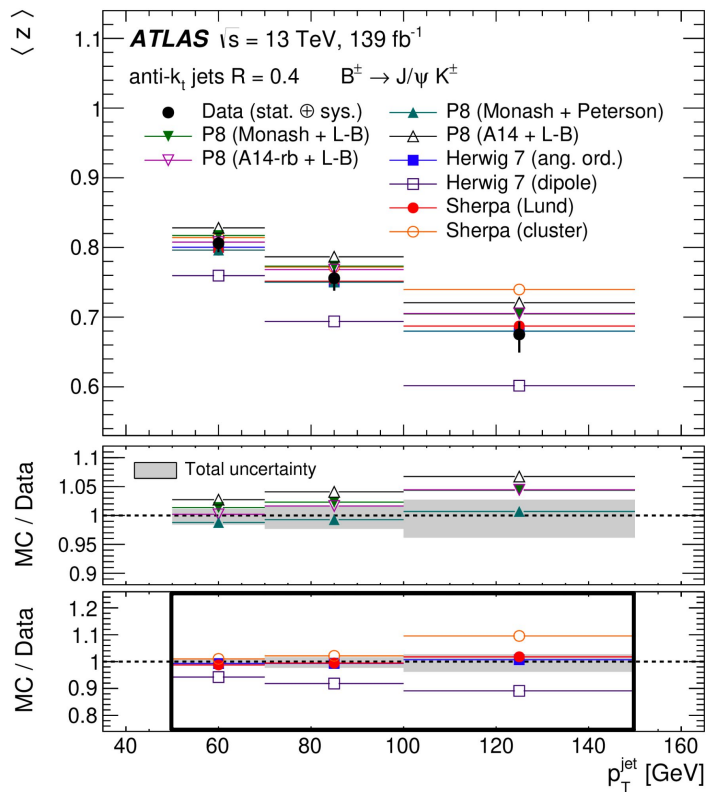 ATLAS √s = 13 TeV, 139 fb⁻¹
anti-kₜ jets R = 0.4 B± → J/ψ K±
Data (stat. ⊕ sys.)
P8 (Monash + L-B)
P8 (A14-rb + L-B)
P8 (Monash + Peterson)
P8 (A14 + L-B)
Herwig 7 (ang. ord.)
Herwig 7 (dipole)
Sherpa (Lund)
Sherpa (cluster)
⟨ z ⟩
1.1
1
0.9
0.8
0.7
0.6
Total uncertainty
MC / Data
1.1
1.05
1
0.95
0.9
MC / Data
1.2
1.1
1
0.9
0.8
40 60 80 100 120 140 160
p_T^jet [GeV]